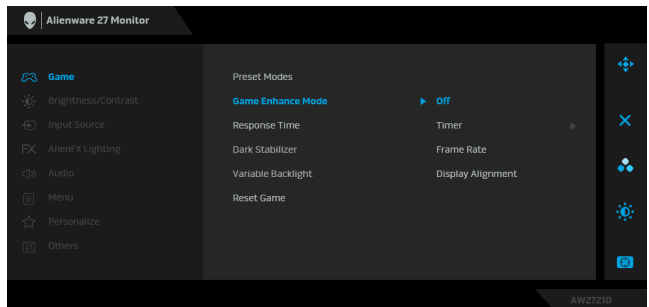 Alienware 27 Monitor
Game
Brightness/Contrast
Input Source
AlienFX Lighting
Audio
Menu
Personalize
Others
Preset Modes
Game Enhance Mode
Response Time
Dark Stabilizer
Variable Backlight
Reset Game
Off
Timer
Frame Rate
Display Alignment
AW2721D